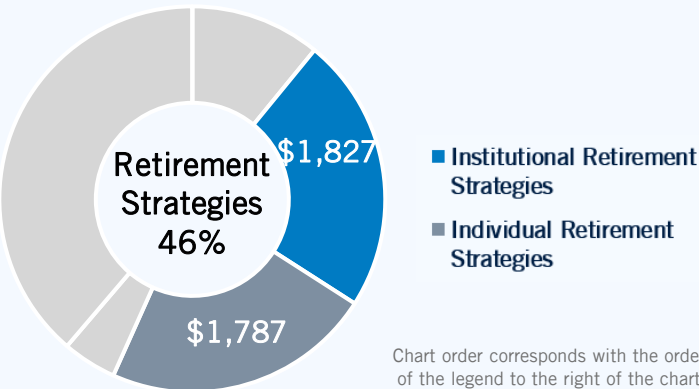 $1,827
Retirement
Strategies
46%
$1,787
Institutional Retirement
Strategies
Individual Retirement
Strategies
Chart order corresponds with the orde
of the legend to the right of the chart